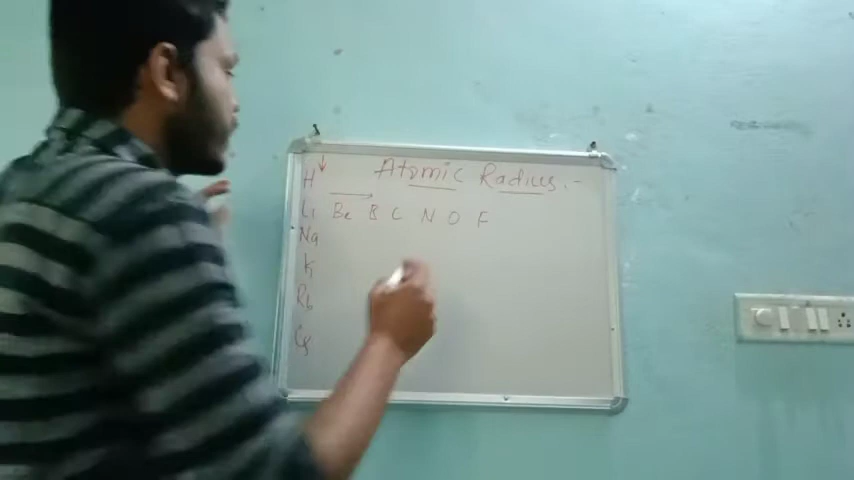 Atomic Radius :-
H
Li Be B C N O F
Na
K
Rb
Cs